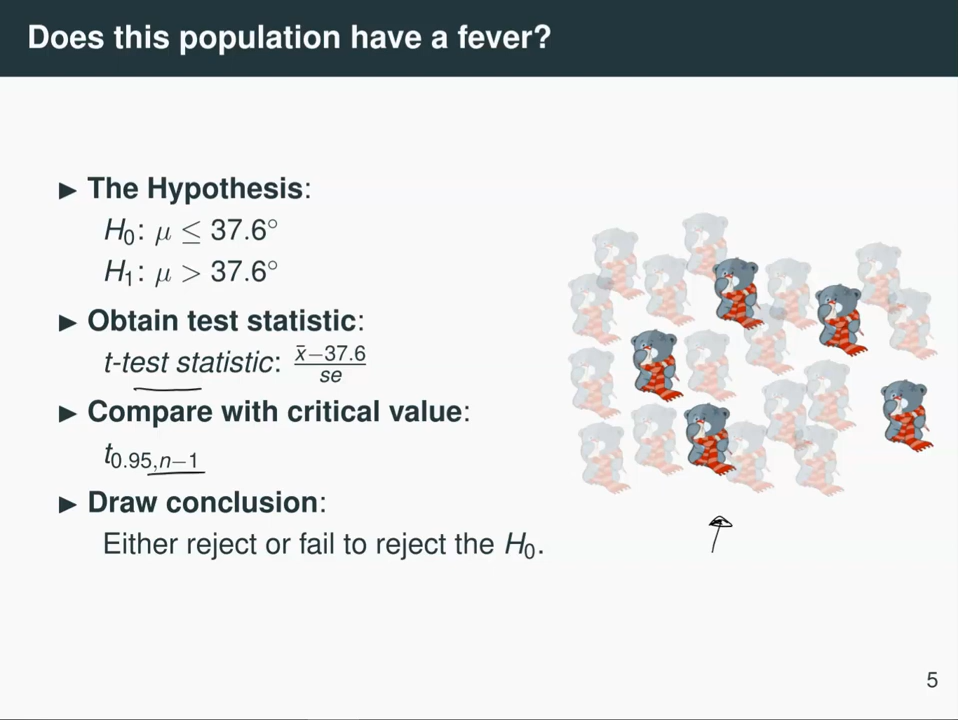 Does this population have a fever?
▶ The Hypothesis:
H₀: μ ≤ 37.6°
H₁: μ > 37.6°
▶ Obtain test statistic:
t-test statistic: (x̄−37.6)/se
▶ Compare with critical value:
t₀.₉₅,ₙ₋₁
▶ Draw conclusion:
Either reject or fail to reject the H₀.
5